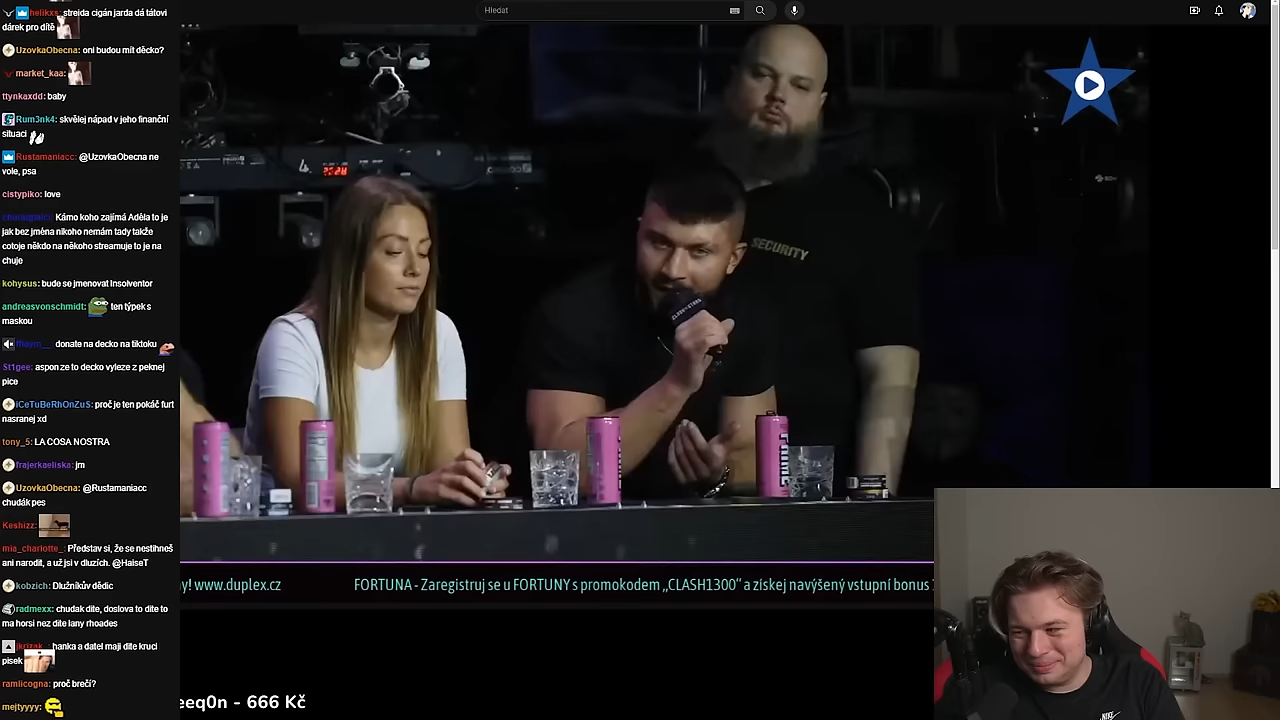 Hledat
helikxs: strejda cigán jarda dá tátovi
dárek pro dítě
UzovkaObecna: oni budou mít děcko?
market_kaa:
ttynkaxdd: baby
Rum3nk4: skvělej nápad v jeho finanční
situaci
Rustamaniacc: @UzovkaObecna ne
vole, psa
cistypiko: love
Kámo koho zajímá Adéla to je
jak bez jména nikoho nemám tady takže
cotoje někdo na někoho streamuje to je na
chuje
kohysus: bude se jmenovat Insolventor
andreasvonschmidt: ten týpek s
maskou
donate na decko na tiktoku
St1gee: aspon ze to decko vyleze z peknej
pice
iCeTuBeRhOnZuS: proč je ten pokáč furt
nasranej xd
tony_5: LA COSA NOSTRA
frajerkaeliska: jm
UzovkaObecna: @Rustamaniacc
chudák pes
Keshizz:
mia_charlotte_: Představ si, že se nestihneš
ani narodit, a už jsi v dluzích. @HaiseT
kobzich: Dlužníkův dědic
radmexx: chudak dite, doslova to dite to
ma horsi nez dite lany rhoades
jkrizak_: hanka a datel maji dite kruci
pisek
ramlicogna: proč brečí?
mejtyyyy:
SECURITY
y! www.duplex.cz
FORTUNA - Zaregistruj se u FORTUNY s promokodem „CLASH1300“ a získej navýšený vstupní bonus
eeq0n - 666 Kč